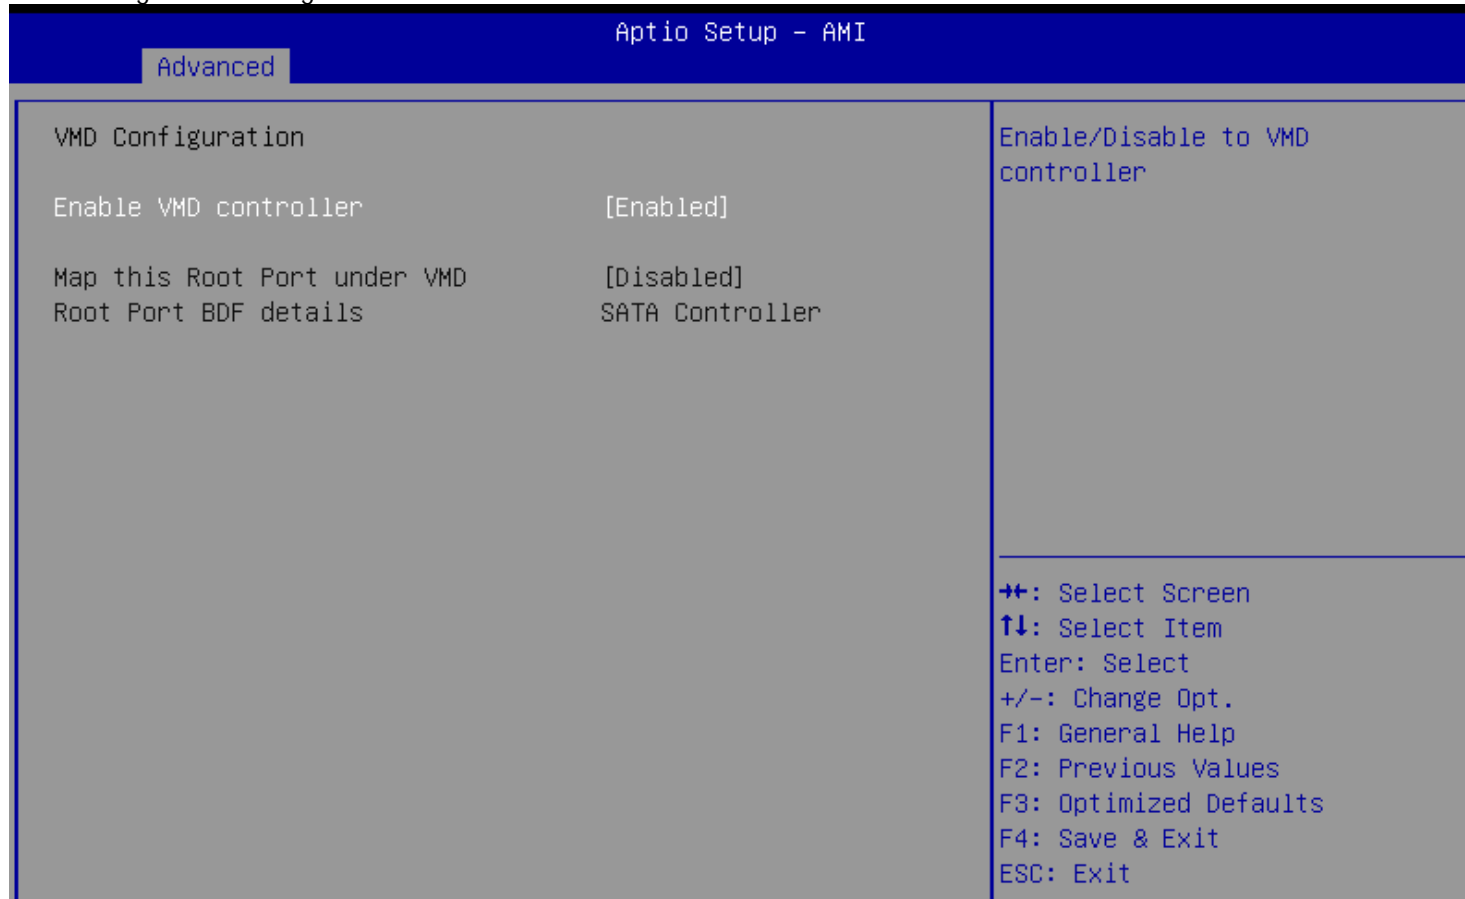 Aptio Setup – AMI
Advanced
VMD Configuration
Enable VMD controller [Enabled]
Map this Root Port under VMD [Disabled]
Root Port BDF details SATA Controller
Enable/Disable to VMD
controller
→←: Select Screen
↑↓: Select Item
Enter: Select
+/-: Change Opt.
F1: General Help
F2: Previous Values
F3: Optimized Defaults
F4: Save & Exit
ESC: Exit